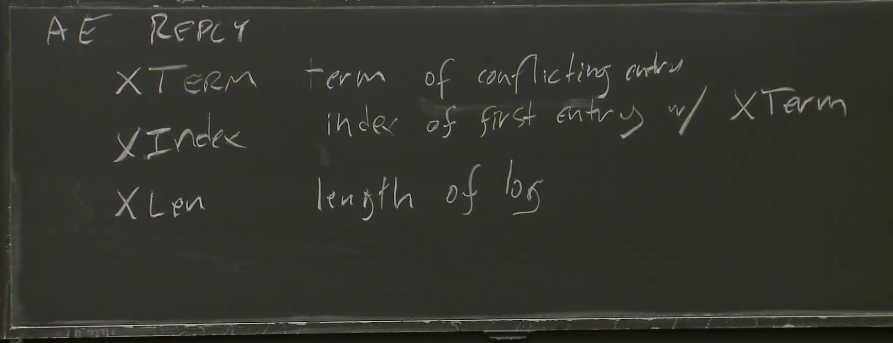 AE REPLY
XTERM term of conflicting entry
XIndex index of first entry w/ XTerm
XLen length of log